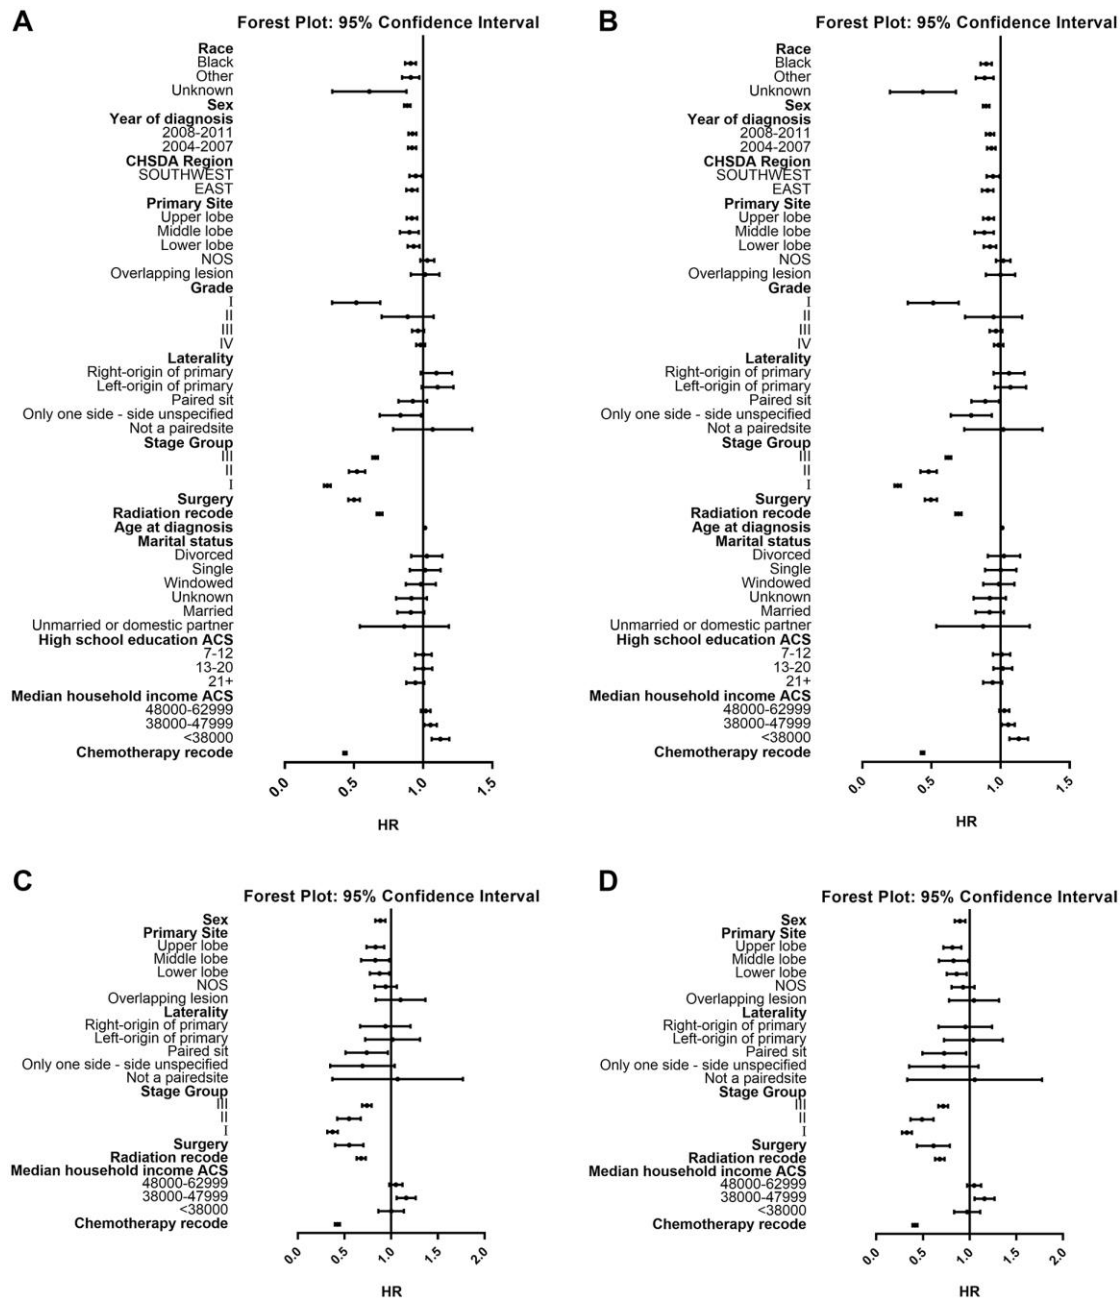 A
Forest Plot: 95% Confidence Interval
Race
Black
Other
Unknown
Sex
Year of diagnosis
2008-2011
2004-2007
CHSDA Region
SOUTHWEST
EAST
Primary Site
Upper lobe
Middle lobe
Lower lobe
NOS
Overlapping lesion
Grade
I
II
III
IV
Laterality
Right-origin of primary
Left-origin of primary
Paired sit
Only one side - side unspecified
Not a pairedsite
Stage Group
III
II
I
Surgery
Radiation recode
Age at diagnosis
Marital status
Divorced
Single
Windowed
Unknown
Married
Unmarried or domestic partner
High school education ACS
7-12
13-20
21+
Median household income ACS
48000-62999
38000-47999
<38000
Chemotherapy recode
0.0 0.5 1.0 1.5
HR
B
Forest Plot: 95% Confidence Interval
Race
Black
Other
Unknown
Sex
Year of diagnosis
2008-2011
2004-2007
CHSDA Region
SOUTHWEST
EAST
Primary Site
Upper lobe
Middle lobe
Lower lobe
NOS
Overlapping lesion
Grade
I
II
III
IV
Laterality
Right-origin of primary
Left-origin of primary
Paired sit
Only one side - side unspecified
Not a pairedsite
Stage Group
III
II
I
Surgery
Radiation recode
Age at diagnosis
Marital status
Divorced
Single
Windowed
Unknown
Married
Unmarried or domestic partner
High school education ACS
7-12
13-20
21+
Median household income ACS
48000-62999
38000-47999
<38000
Chemotherapy recode
0.0 0.5 1.0 1.5
HR
C
Forest Plot: 95% Confidence Interval
Sex
Primary Site
Upper lobe
Middle lobe
Lower lobe
NOS
Overlapping lesion
Laterality
Right-origin of primary
Left-origin of primary
Paired sit
Only one side - side unspecified
Not a pairedsite
Stage Group
III
II
I
Surgery
Radiation recode
Median household income ACS
48000-62999
38000-47999
<38000
Chemotherapy recode
0.0 0.5 1.0 1.5 2.0
HR
D
Forest Plot: 95% Confidence Interval
Sex
Primary Site
Upper lobe
Middle lobe
Lower lobe
NOS
Overlapping lesion
Laterality
Right-origin of primary
Left-origin of primary
Paired sit
Only one side - side unspecified
Not a pairedsite
Stage Group
III
II
I
Surgery
Radiation recode
Median household income ACS
48000-62999
38000-47999
<38000
Chemotherapy recode
0.0 0.5 1.0 1.5 2.0
HR